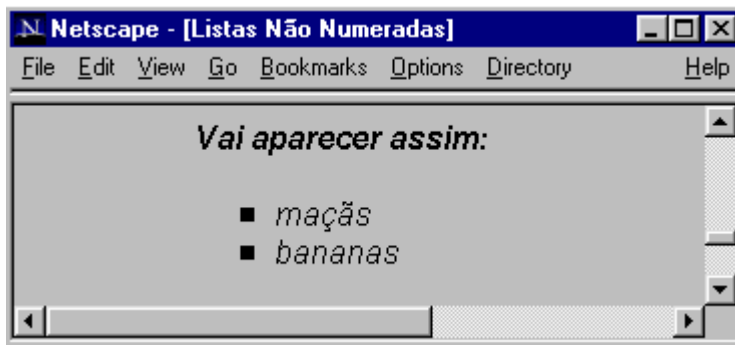 Netscape - [Listas Não Numeradas]
File Edit View Go Bookmarks Options Directory Help
Vai aparecer assim:
maçãs
bananas